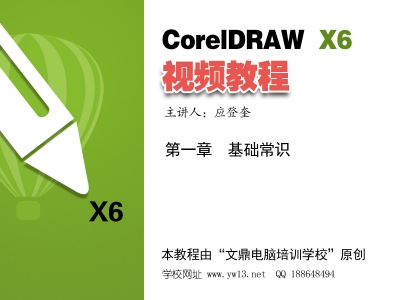 CorelDRAW X6
视频教程
主讲人：应登奎
第一章 基础常识
X6
本教程由“文鼎电脑培训学校”原创
学校网址 www.yw13.net QQ 188648494